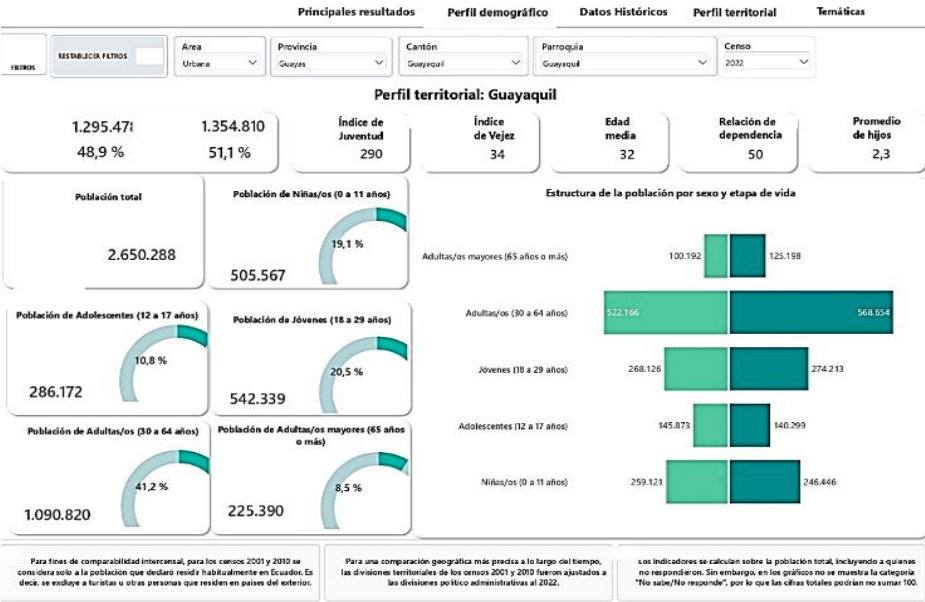 Principales resultados Perfil demográfico Datos Históricos Perfil territorial Temáticas
FILTROS
RESTABLECER FILTROS
Area
Urbana
Provincia
Guayas
Cantón
Guayaquil
Parroquia
Guayaquil
Censo
2022
Perfil territorial: Guayaquil
1.295.478 1.354.810
48,9 % 51,1 %
Índice de
Juventud
290
Índice
de Vejez
34
Edad
media
32
Relación de
dependencia
50
Promedio
de hijos
2,3
Población total
2.650.288
Población de Niñas/os (0 a 11 años)
19,1 %
505.567
Población de Adolescentes (12 a 17 años)
10,8 %
286.172
Población de Jóvenes (18 a 29 años)
20,5 %
542.339
Población de Adultas/os (30 a 64 años)
41,2 %
1.090.820
Población de Adultas/os mayores (65 años
o más)
8,5 %
225.390
Estructura de la población por sexo y etapa de vida
Adultas/os mayores (65 años o más) 100.192 125.198
Adultas/os (30 a 64 años) 522.166 568.654
Jóvenes (18 a 29 años) 268.126 274.213
Adolescentes (12 a 17 años) 145.873 140.299
Niñas/os (0 a 11 años) 259.121 246.446
Para fines de comparabilidad intercensal, para los censos 2001 y 2010 se
considera solo a la población que declaró residir habitualmente en Ecuador. Es
decir, se excluye a turistas u otras personas que residen en países del exterior.
Para una comparación geográfica más precisa a lo largo del tiempo,
las divisiones territoriales de los censos 2001 y 2010 fueron ajustados a
las divisiones político administrativas al 2022.
Los indicadores se calculan sobre la población total, incluyendo a quienes
no respondieron. Sin embargo, en los gráficos no se muestra la categoría
"No sabe/No responde", por lo que las cifras totales podrían no sumar 100.